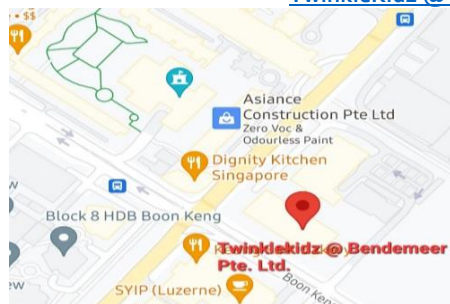 Twinklekidz @
• $$
Asiance
Construction Pte Ltd
Zero Voc &
Odourless Paint
Dignity Kitchen
Singapore
Block 8 HDB Boon Keng
Twinklekidz @ Bendemeer
Pte. Ltd.
SYIP (Luzerne)
Boon Keng